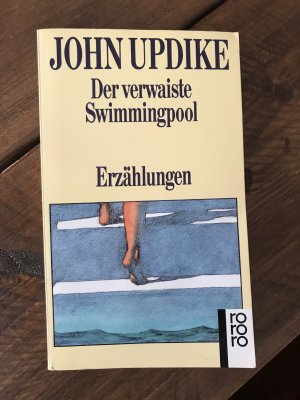 JOHN UPDIKE
Der verwaiste
Swimmingpool
Erzählungen
ro
ro
ro